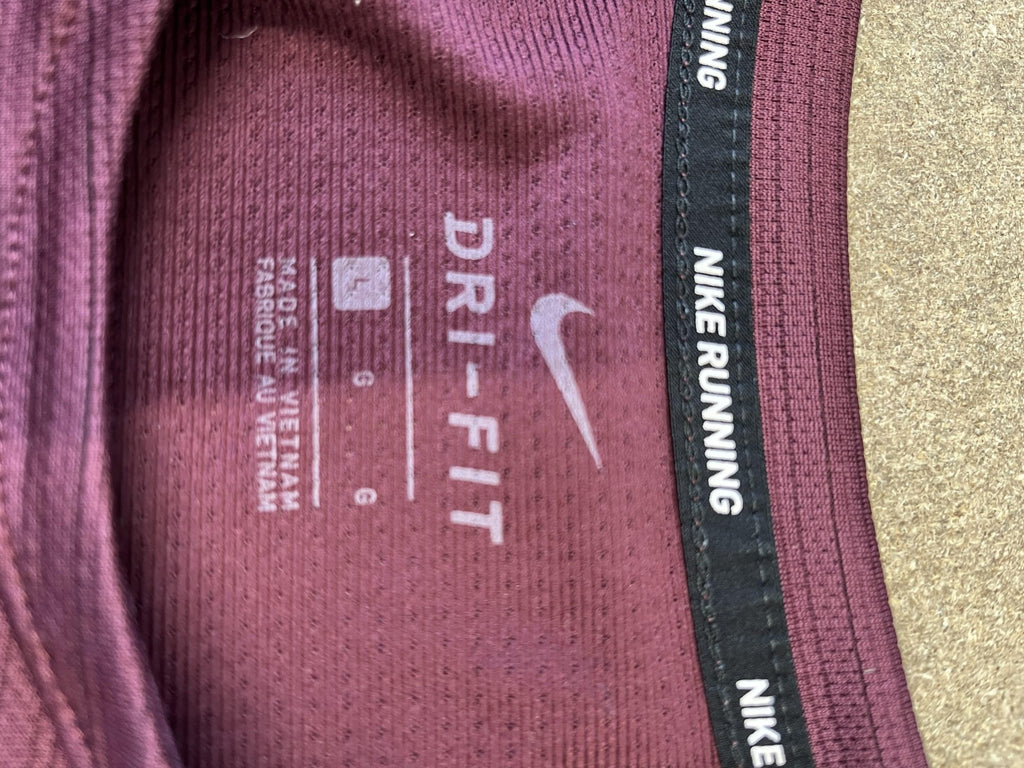 NNING
NIKE RUNNING
NIKE
DRI-FIT
L G G
MADE IN VIETNAM
FABRIQUE AU VIETNAM